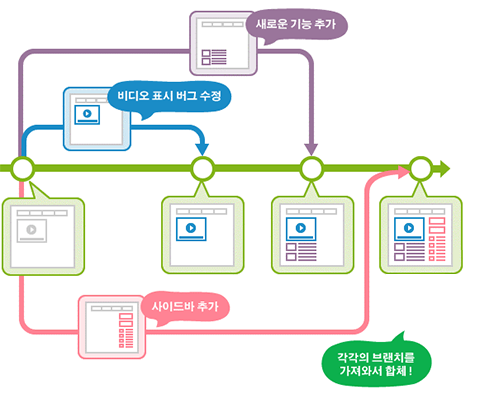 새로운 기능 추가
비디오 표시 버그 수정
사이드바 추가
각각의 브랜치를
가져와서 합체!